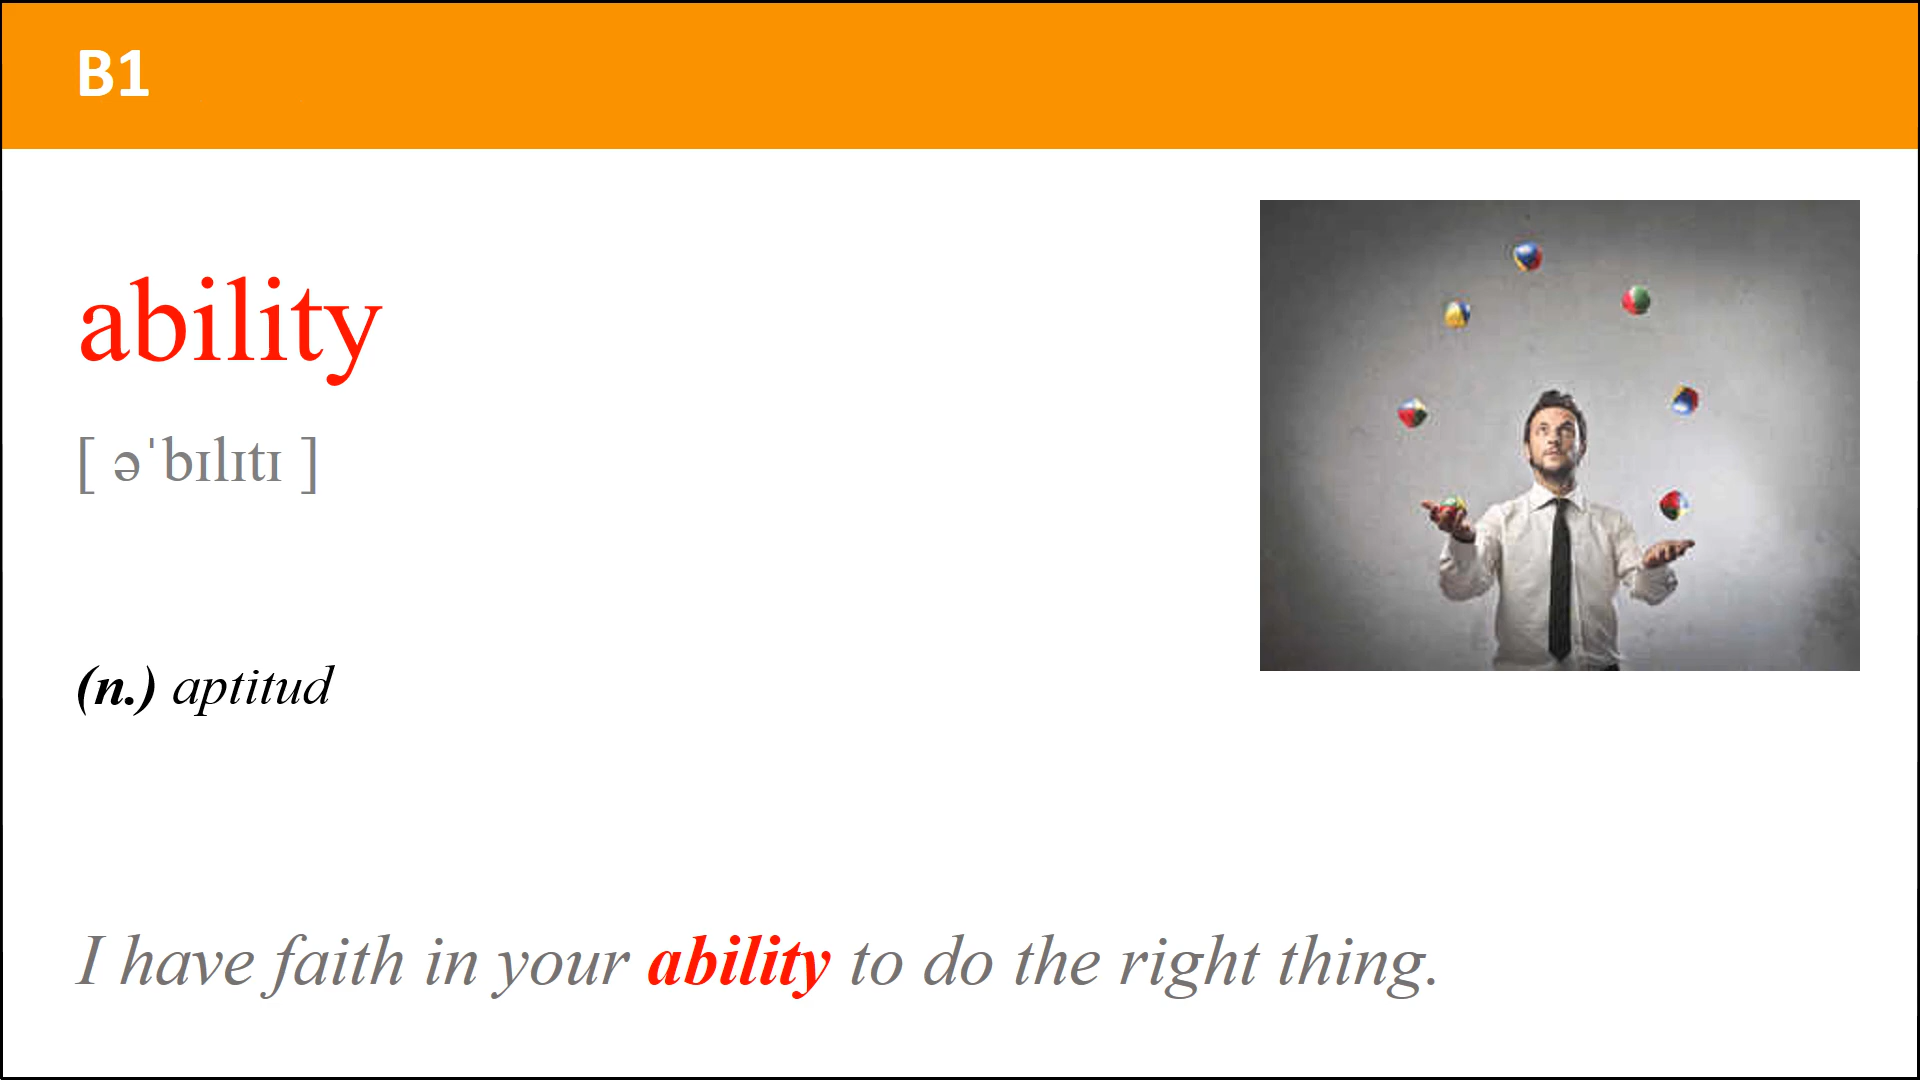 B1
ability
[ əˈbɪlɪtɪ ]
(n.) aptitud
I have faith in your ability to do the right thing.